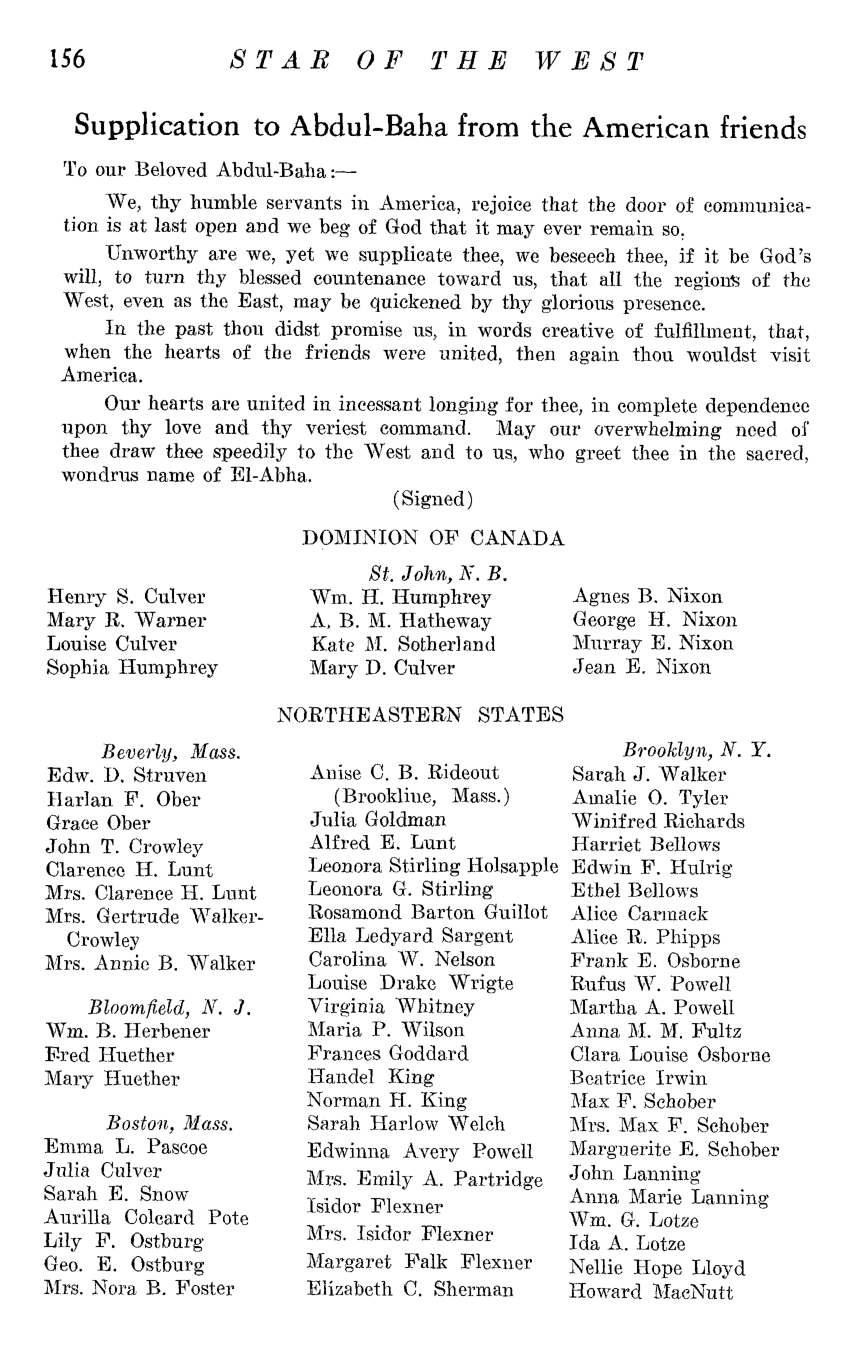 156 STAR OF THE WEST
Supplication to Abdul-Baha from the American friends
To our Beloved Abdul-Baha:—
We, thy humble servants in America, rejoice that the door of communica-
tion is at last open and we beg of God that it may ever remain so.
Unworthy are we, yet we supplicate thee, we beseech thee, if it be God's
will, to turn thy blessed countenance toward us, that all the regions of the
West, even as the East, may be quickened by thy glorious presence.
In the past thou didst promise us, in words creative of fulfillment, that,
when the hearts of the friends were united, then again thou wouldst visit
America.
Our hearts are united in incessant longing for thee, in complete dependence
upon thy love and thy veriest command. May our overwhelming need of
thee draw thee speedily to the West and to us, who greet thee in the sacred,
wondrus name of El-Abha.
(Signed)
DOMINION OF CANADA
St. John, N. B.
Henry S. Culver
Mary R. Warner
Louise Culver
Sophia Humphrey
Wm. H. Humphrey
A. B. M. Hatheway
Kate M. Sotherland
Mary D. Culver
Agnes B. Nixon
George H. Nixon
Murray E. Nixon
Jean E. Nixon
NORTHEASTERN STATES
Beverly, Mass.
Edw. D. Struven
Harlan F. Ober
Grace Ober
John T. Crowley
Clarence H. Lunt
Mrs. Clarence H. Lunt
Mrs. Gertrude Walker-
Crowley
Mrs. Annie B. Walker
Bloomfield, N. J.
Wm. B. Herbener
Fred Huether
Mary Huether
Boston, Mass.
Emma L. Pascoe
Julia Culver
Sarah E. Snow
Aurilla Colcard Pote
Lily F. Ostburg
Geo. E. Ostburg
Mrs. Nora B. Foster
Anise C. B. Rideout
(Brookline, Mass.)
Julia Goldman
Alfred E. Lunt
Leonora Stirling Holsapple
Leonora G. Stirling
Rosamond Barton Guillot
Ella Ledyard Sargent
Carolina W. Nelson
Louise Drake Wrigte
Virginia Whitney
Maria P. Wilson
Frances Goddard
Handel King
Norman H. King
Sarah Harlow Welch
Edwinna Avery Powell
Mrs. Emily A. Partridge
Isidor Flexner
Mrs. Isidor Flexner
Margaret Falk Flexner
Elizabeth C. Sherman
Brooklyn, N. Y.
Sarah J. Walker
Amalie O. Tyler
Winifred Richards
Harriet Bellows
Edwin F. Hulrig
Ethel Bellows
Alice Carmack
Alice R. Phipps
Frank E. Osborne
Rufus W. Powell
Martha A. Powell
Anna M. M. Fultz
Clara Louise Osborne
Beatrice Irwin
Max F. Schober
Mrs. Max F. Schober
Marguerite E. Schober
John Lanning
Anna Marie Lanning
Wm. G. Lotze
Ida A. Lotze
Nellie Hope Lloyd
Howard MacNutt